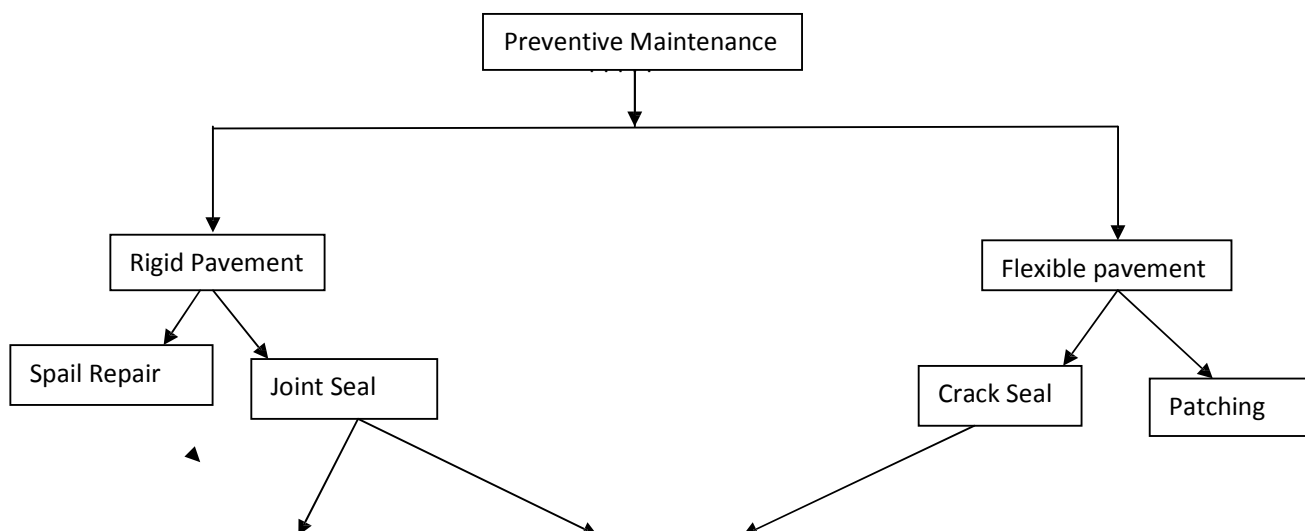 Preventive Maintenance
Rigid Pavement
Flexible pavement
Spail Repair
Joint Seal
Crack Seal
Patching